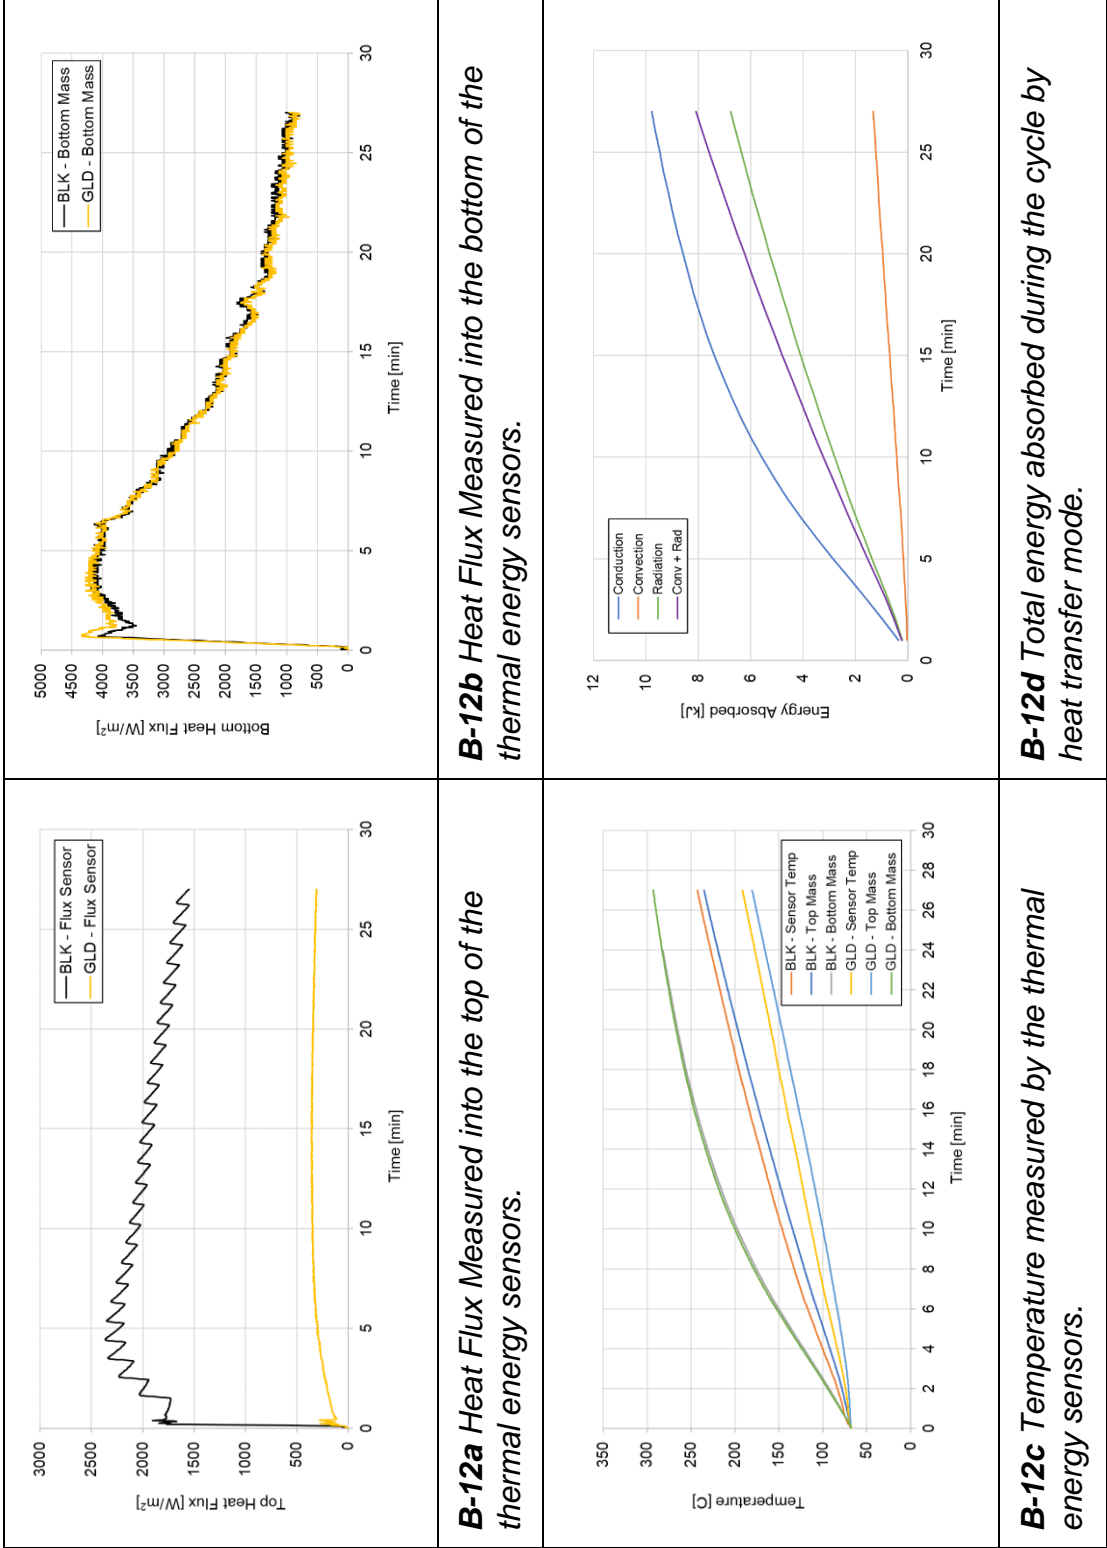 3000
2500
2000
1500
1000
500
0
0
5
10
15
20
25
30
Top Heat Flux [W/m²]
Time [min]
BLK - Flux Sensor
GLD - Flux Sensor
B-12a Heat Flux Measured into the top of the
thermal energy sensors.
5000
4500
4000
3500
3000
2500
2000
1500
1000
500
0
0
5
10
15
20
25
30
Bottom Heat Flux [W/m²]
Time [min]
BLK - Bottom Mass
GLD - Bottom Mass
B-12b Heat Flux Measured into the bottom of the
thermal energy sensors.
350
300
250
200
150
100
50
0
0
2
4
6
8
10
12
14
16
18
20
22
24
26
28
30
Temperature [C]
Time [min]
BLK - Sensor Temp
BLK - Top Mass
BLK - Bottom Mass
GLD - Sensor Temp
GLD - Top Mass
GLD - Bottom Mass
B-12c Temperature measured by the thermal
energy sensors.
12
10
8
6
4
2
0
0
5
10
15
20
25
30
Energy Absorbed [kJ]
Time [min]
Conduction
Convection
Radiation
Conv + Rad
B-12d Total energy absorbed during the cycle by
heat transfer mode.